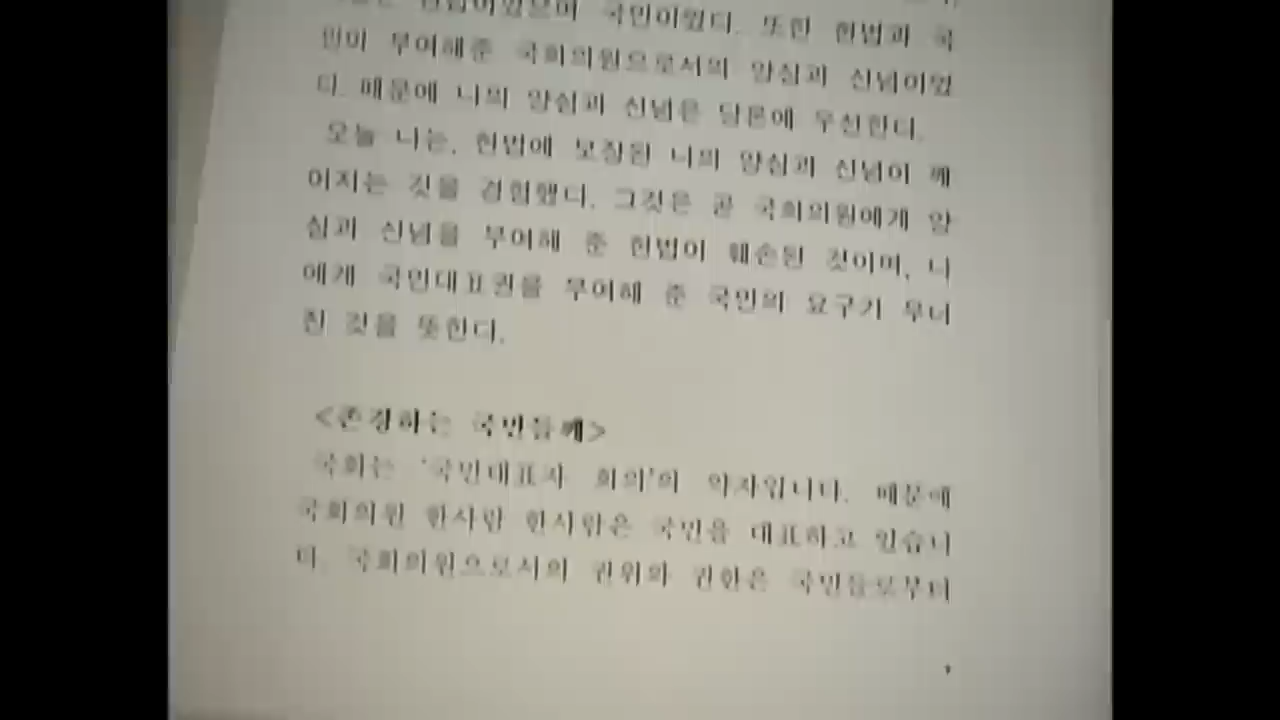 국민이었다. 또한 헌법과 국
민이 부여해준 국회의원으로서의 양심과 신념이었
다. 때문에 나의 양심과 신념은 당론에 우선한다.
오늘 나는, 헌법에 보장된 나의 양심과 신념이 깨
어지는 것을 경험했다. 그것은 곧 국회의원에게 양
심과 신념을 부여해 준 헌법이 훼손된 것이며, 나
에게 국민대표권을 부여해 준 국민의 요구가 무너
진 것을 뜻한다.
<존경하는 국민들께>
국회는 '국민대표자 회의'의 약자입니다. 때문에
국회의원 한사람 한사람은 국민을 대표하고 있습니
다. 국회의원으로서의 권위와 권한은 국민들로부터